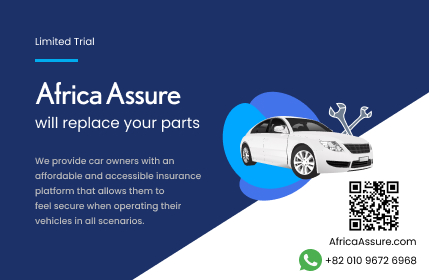 Limited Trial
Africa Assure
will replace your parts
We provide car owners with an
affordable and accessible insurance
platform that allows them to
feel secure when operating their
vehicles in all scenarios.
AfricaAssure.com
+82 010 9672 6968